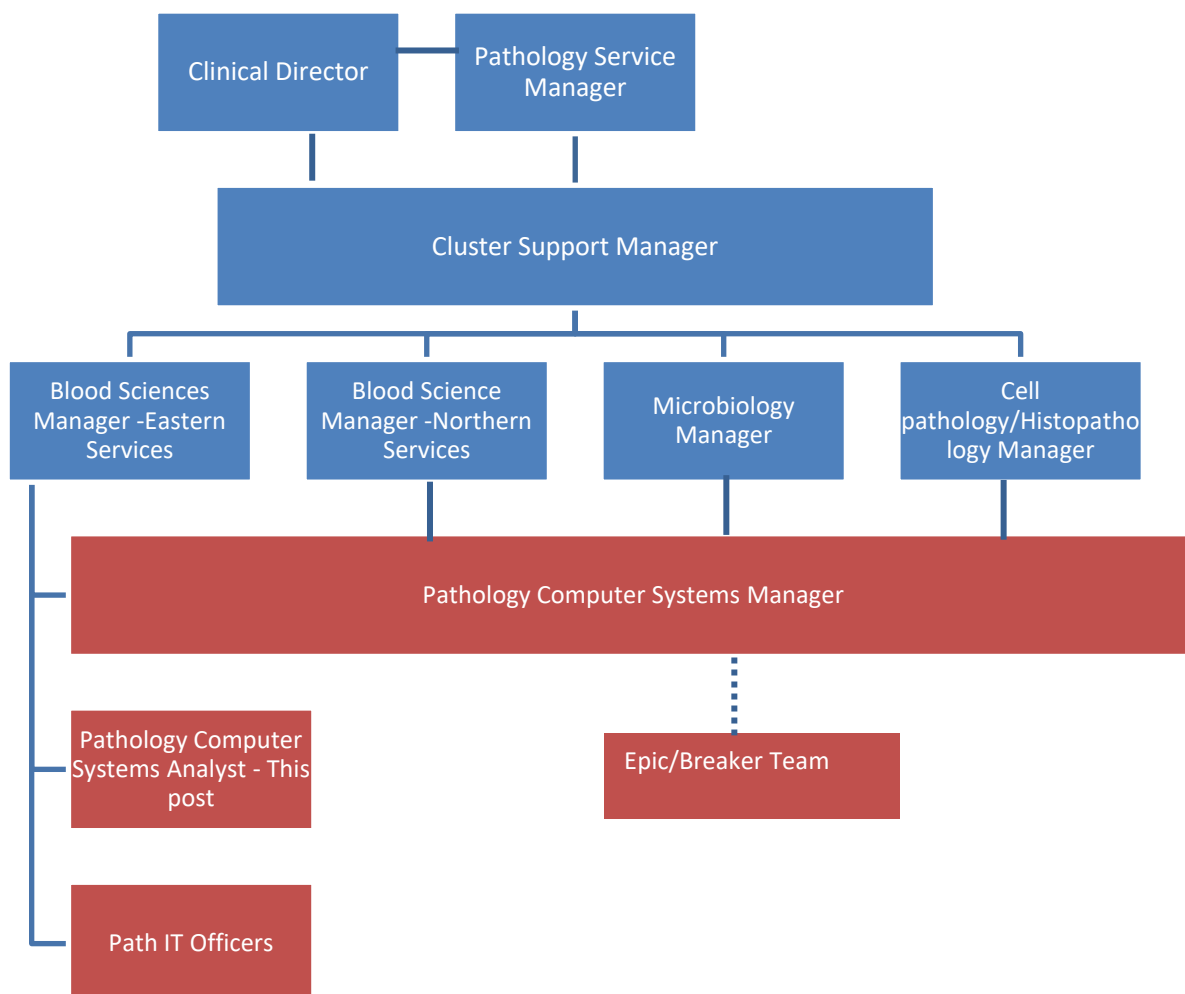 Clinical Director
Pathology Service
Manager
Cluster Support Manager
Blood Sciences
Manager -Eastern
Services
Blood Science
Manager -Northern
Services
Microbiology
Manager
Cell
pathology/Histopatho
logy Manager
Pathology Computer Systems Manager
Pathology Computer
Systems Analyst - This
post
Epic/Breaker Team
Path IT Officers